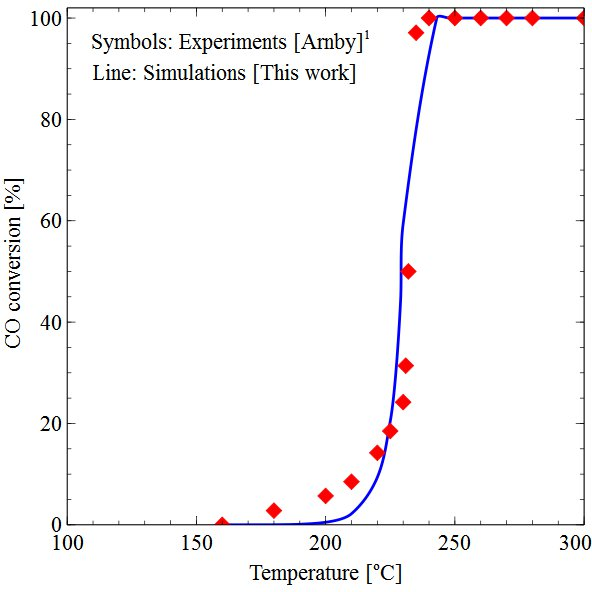 100
Symbols: Experiments [Arnby]¹
Line: Simulations [This work]
80
60
40
20
0
CO conversion [%]
100 150 200 250 300
Temperature [°C]